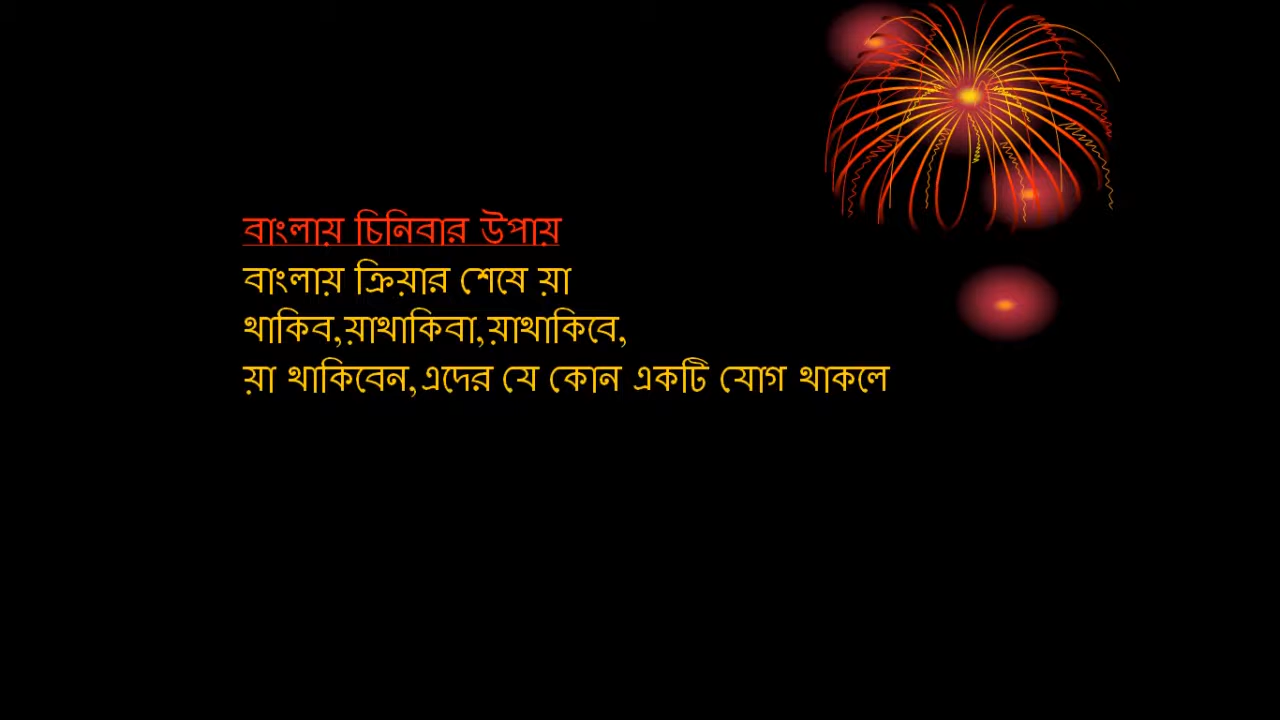 বাংলায় চিনিবার উপায়
বাংলায় ক্রিয়ার শেষে য়া
থাকিব,য়াথাকিবা,য়াথাকিবে,
য়া থাকিবেন,এদের যে কোন একটি যোগ থাকলে